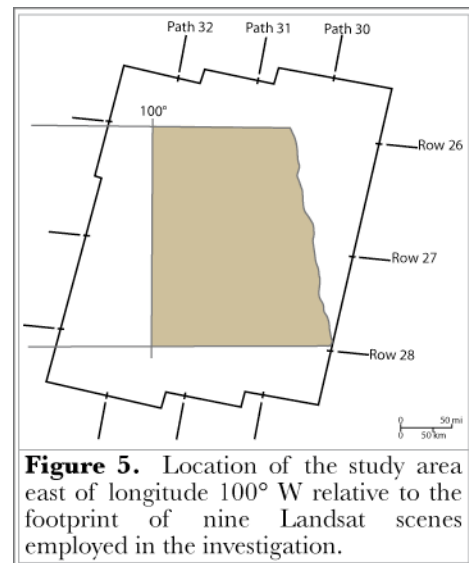 Path 32
Path 31
Path 30
100°
Row 26
Row 27
Row 28
0 50 mi
0 50 km
Figure 5. Location of the study area
east of longitude 100° W relative to the
footprint of nine Landsat scenes
employed in the investigation.